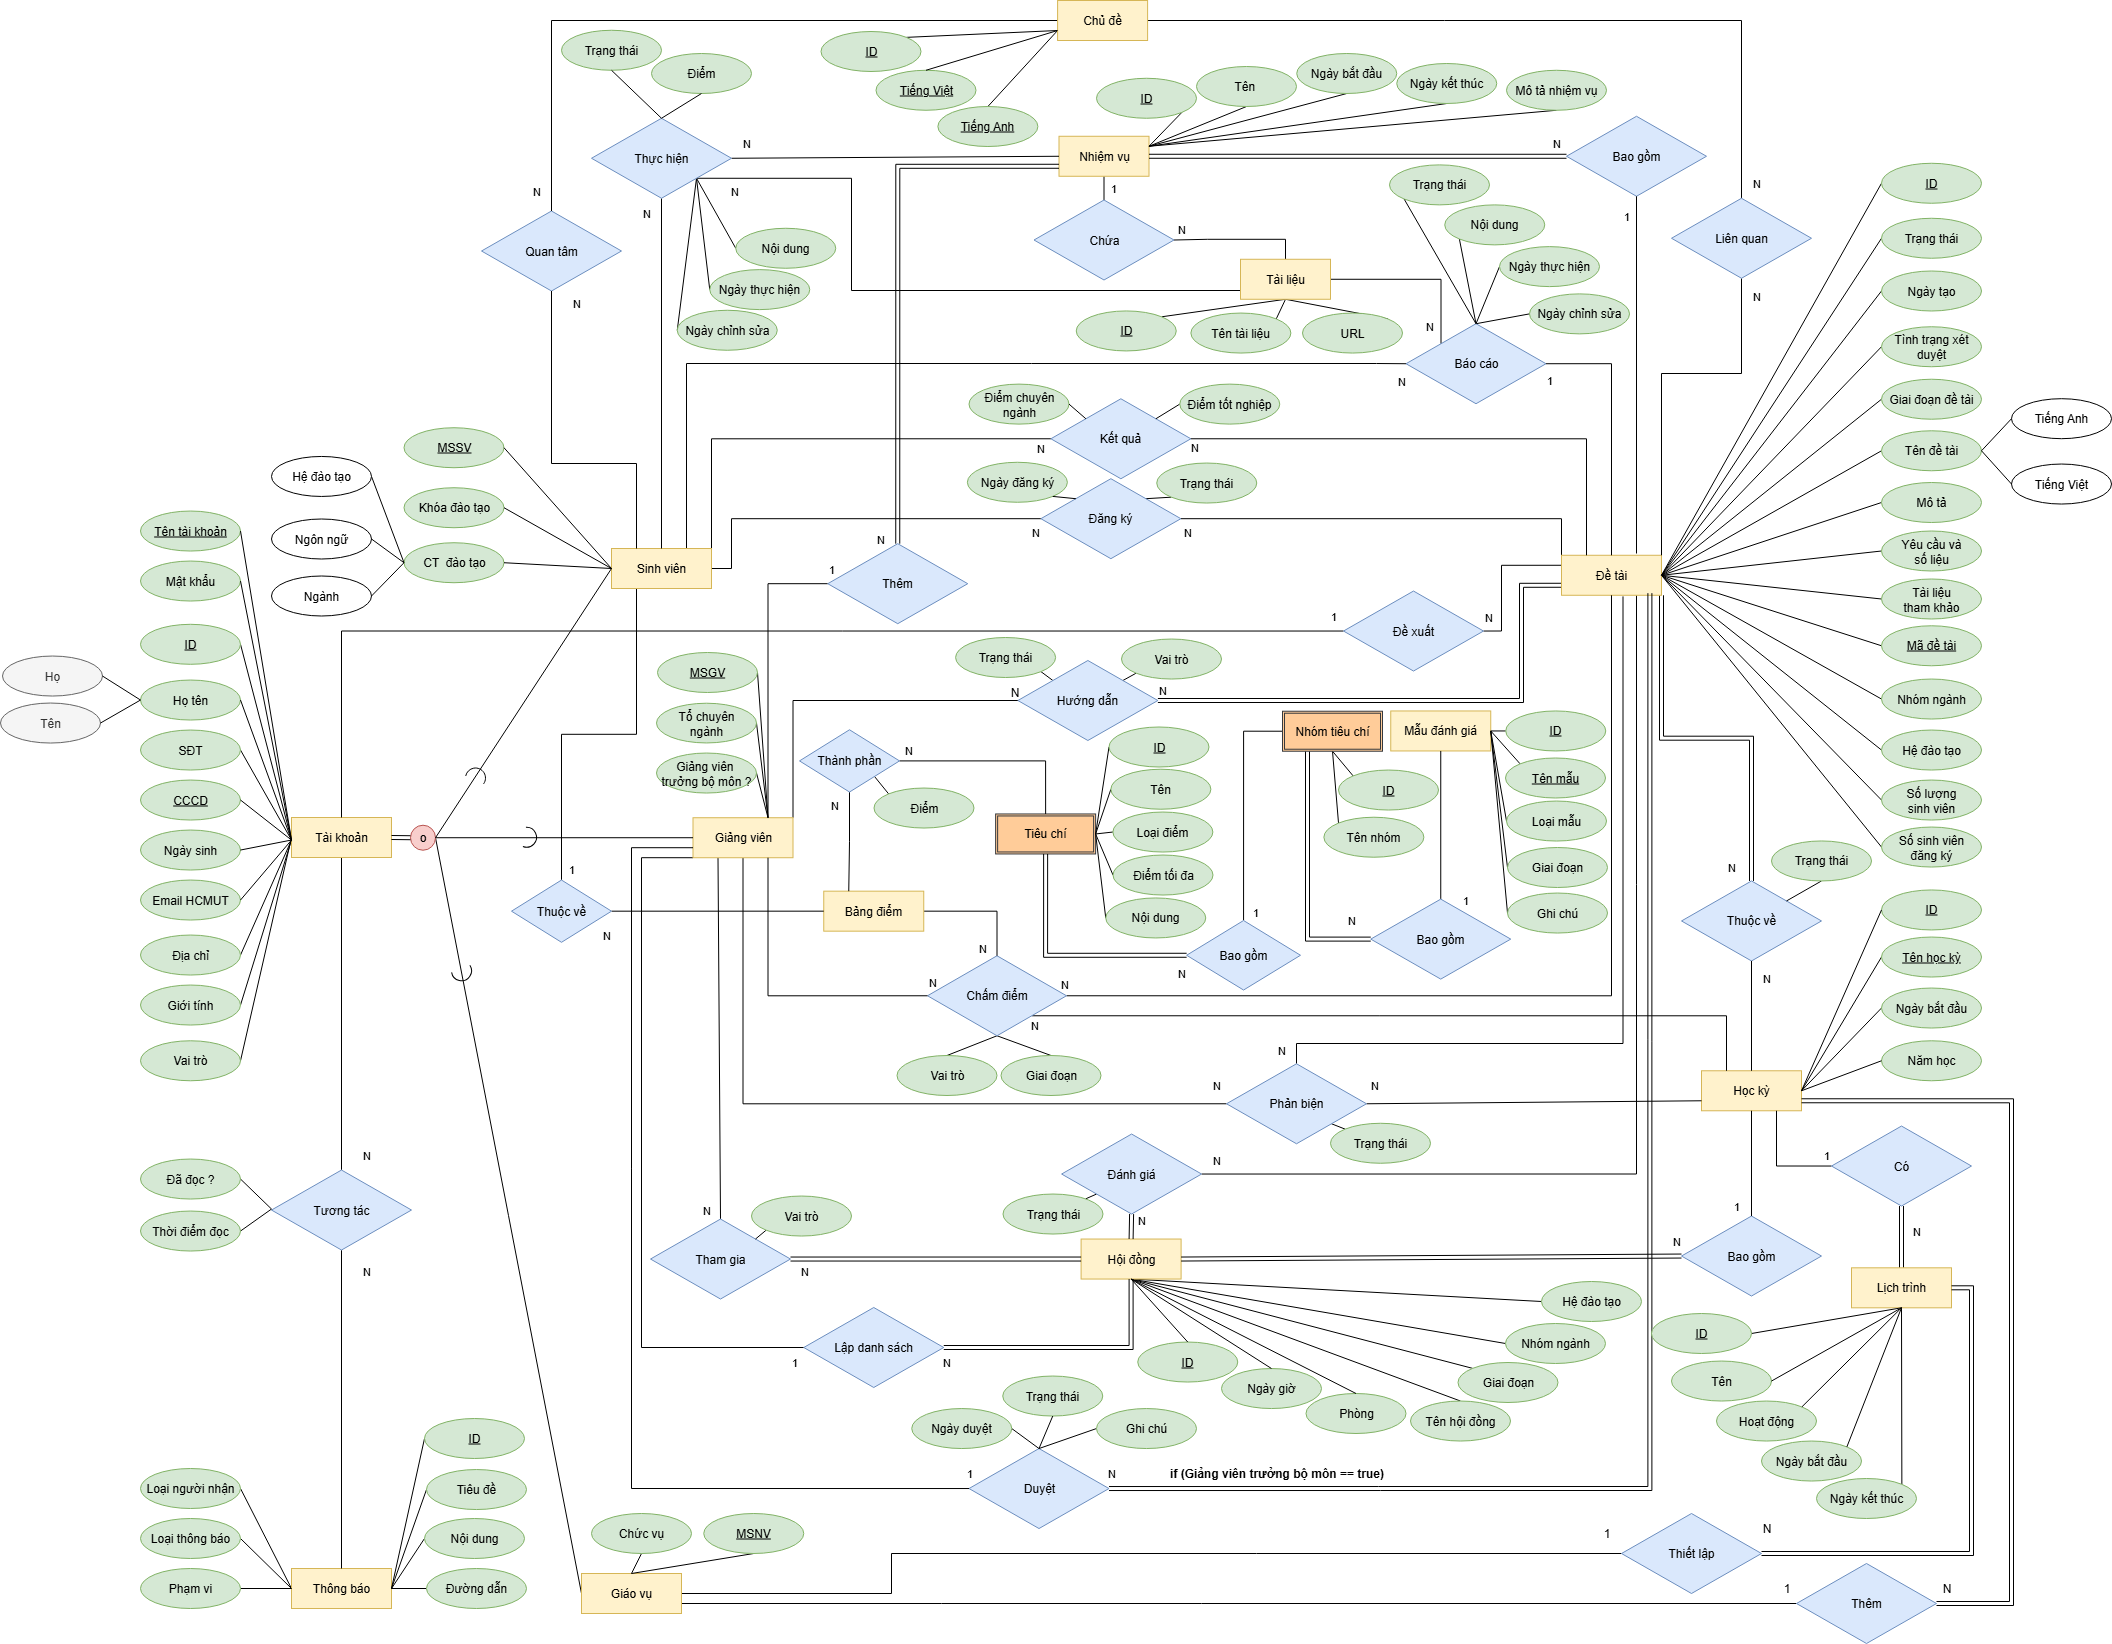 Chủ đề
Trạng thái
Điểm
ID
Tiếng Việt
Tiếng Anh
ID
Tên
Ngày bắt đầu
Ngày kết thúc
Mô tả nhiệm vụ
Thực hiện
N
Nhiệm vụ
N
Bao gồm
N
N
N
1
N
1
N
Trạng thái
ID
Quan tâm
Nội dung
Chứa
N
Nội dung
Liên quan
Trạng thái
N
Ngày thực hiện
Tài liệu
Ngày thực hiện
N
Ngày tạo
Ngày chỉnh sửa
ID
Tên tài liệu
URL
N
Ngày chỉnh sửa
Tình trạng xét
duyệt
Báo cáo
N
1
Điểm chuyên
ngành
Điểm tốt nghiệp
Giai đoạn đề tài
Tiếng Anh
Kết quả
N
N
Tên đề tài
MSSV
Hệ đào tạo
Ngày đăng ký
Trạng thái
Tiếng Việt
Khóa đào tạo
Đăng ký
Mô tả
Tên tài khoản
Ngôn ngữ
N
N
N
Yêu cầu và
số liệu
CT  đào tạo
Sinh viên
1
Thêm
Đề tài
Mật khẩu
Ngành
Tài liệu
tham khảo
1
Đề xuất
N
ID
Mã đề tài
Trạng thái
Vai trò
Họ
MSGV
Họ tên
N
Hướng dẫn
N
Nhóm ngành
Tên
Tổ chuyên
ngành
Nhóm tiêu chí
Mẫu đánh giá
ID
SĐT
Thành phần
N
ID
Hệ đào tạo
Giảng viên
trưởng bộ môn ?
ID
Tên mẫu
CCCD
N
Điểm
Tên
Số lượng
sinh viên
Loại mẫu
Tài khoản
o
Giảng viên
Tiêu chí
Loại điểm
Tên nhóm
Số sinh viên
đăng ký
Ngày sinh
1
Điểm tối đa
Giai đoạn
N
Trạng thái
Email HCMUT
Thuộc về
Bảng điểm
Nội dung
1
1
Ghi chú
ID
N
N
Bao gồm
Thuộc về
Địa chỉ
N
Bao gồm
Tên học kỳ
N
N
N
N
Giới tính
Chấm điểm
Ngày bắt đầu
N
Vai trò
Vai trò
Giai đoạn
N
Năm học
N
N
Phản biện
Học kỳ
Trạng thái
N
Đánh giá
N
1
Có
Đã đọc ?
Trạng thái
N
Tương tác
N
Vai trò
1
N
Thời điểm đọc
Tham gia
N
Hội đồng
N
Bao gồm
N
Lịch trình
Hệ đào tạo
ID
Nhóm ngành
Lập danh sách
1
N
ID
Giai đoạn
Tên
Ngày giờ
Phòng
Tên hội đồng
Hoạt động
Trạng thái
Ngày duyệt
Ghi chú
Ngày bắt đầu
ID
1
N
if (Giảng viên trưởng bộ môn == true)
Duyệt
Ngày kết thúc
Loại người nhận
Tiêu đề
Loại thông báo
Nội dung
Chức vụ
MSNV
1
Thiết lập
N
Phạm vi
Thông báo
Đường dẫn
Giáo vụ
1
Thêm
N